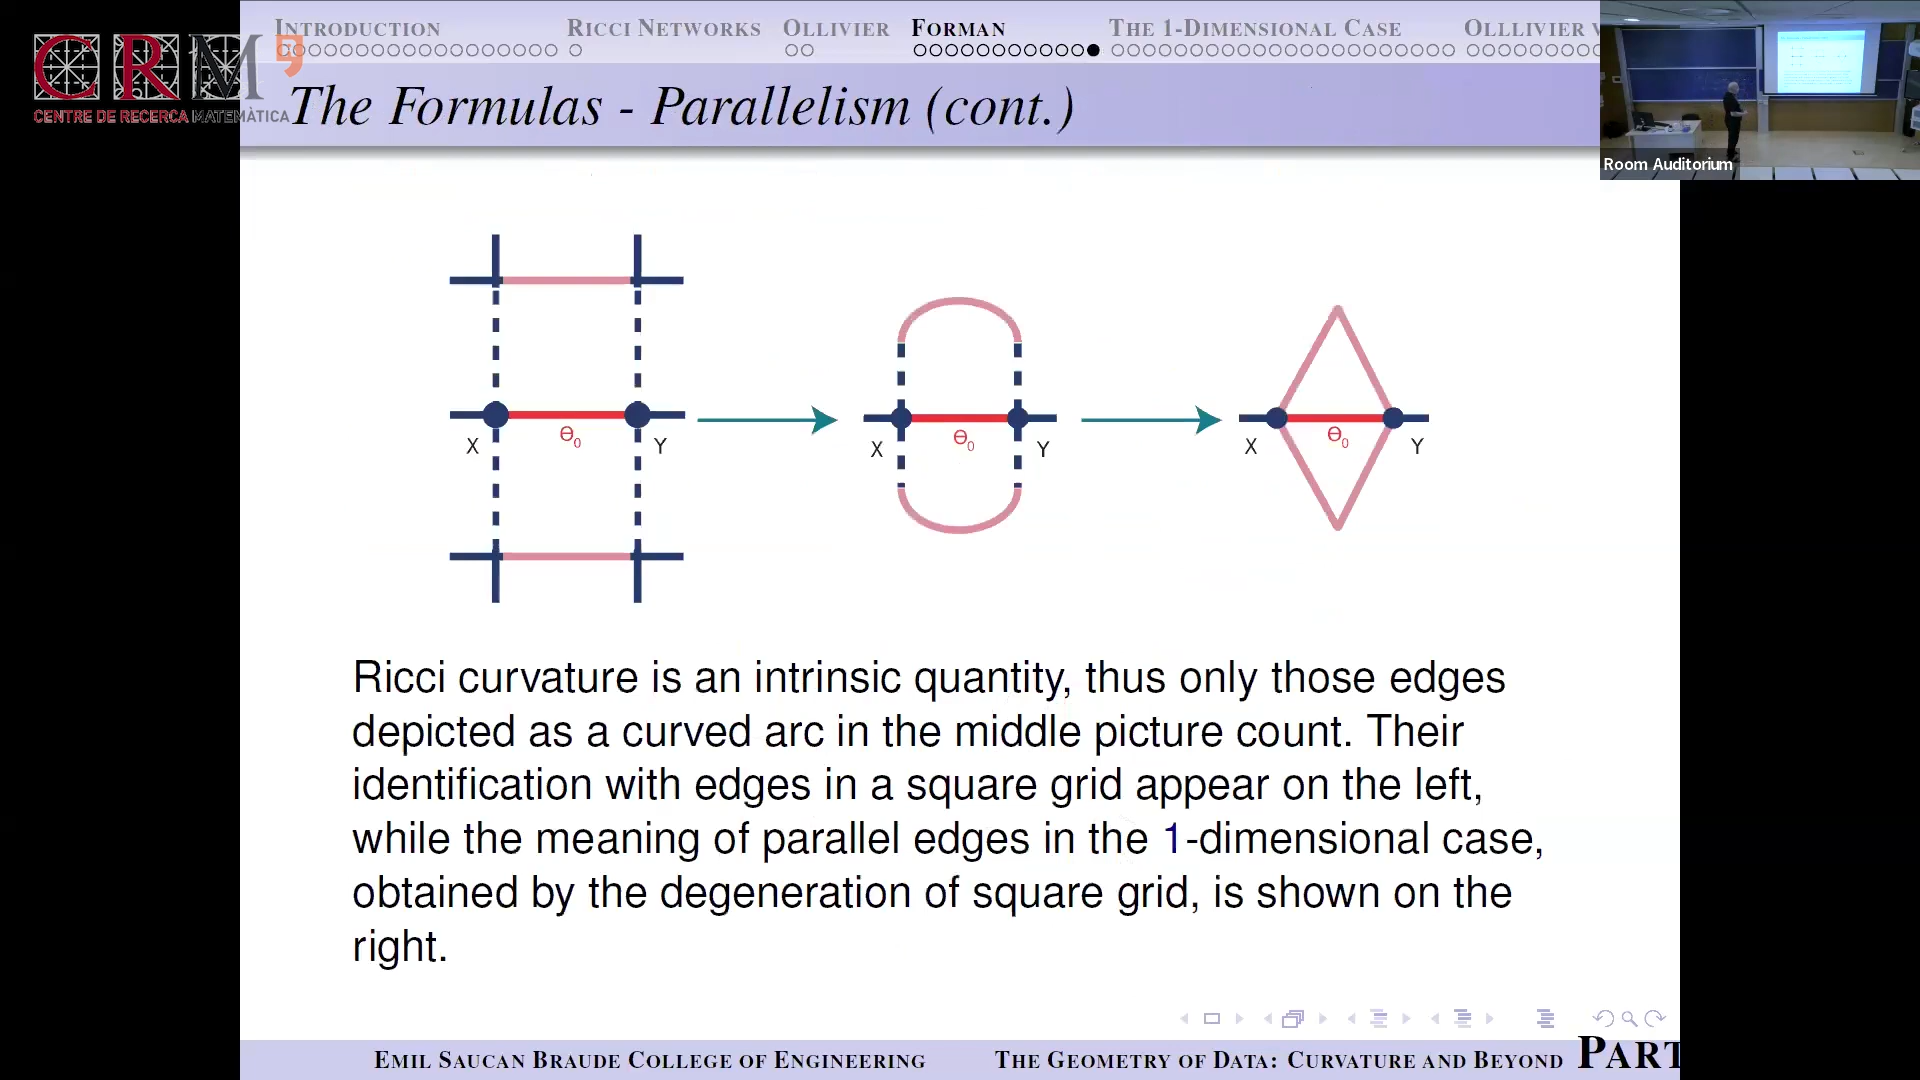 INTRODUCTION RICCI NETWORKS OLLIVIER FORMAN THE 1-DIMENSIONAL CASE OLLLIVIER
CRM
CENTRE DE RECERCA MATEMÀTICA
The Formulas - Parallelism (cont.)
Room Auditorium
X e0 Y
X e0 Y
X e0 Y
Ricci curvature is an intrinsic quantity, thus only those edges
depicted as a curved arc in the middle picture count. Their
identification with edges in a square grid appear on the left,
while the meaning of parallel edges in the 1-dimensional case,
obtained by the degeneration of square grid, is shown on the
right.
EMIL SAUCAN BRAUDE COLLEGE OF ENGINEERING THE GEOMETRY OF DATA: CURVATURE AND BEYOND PART